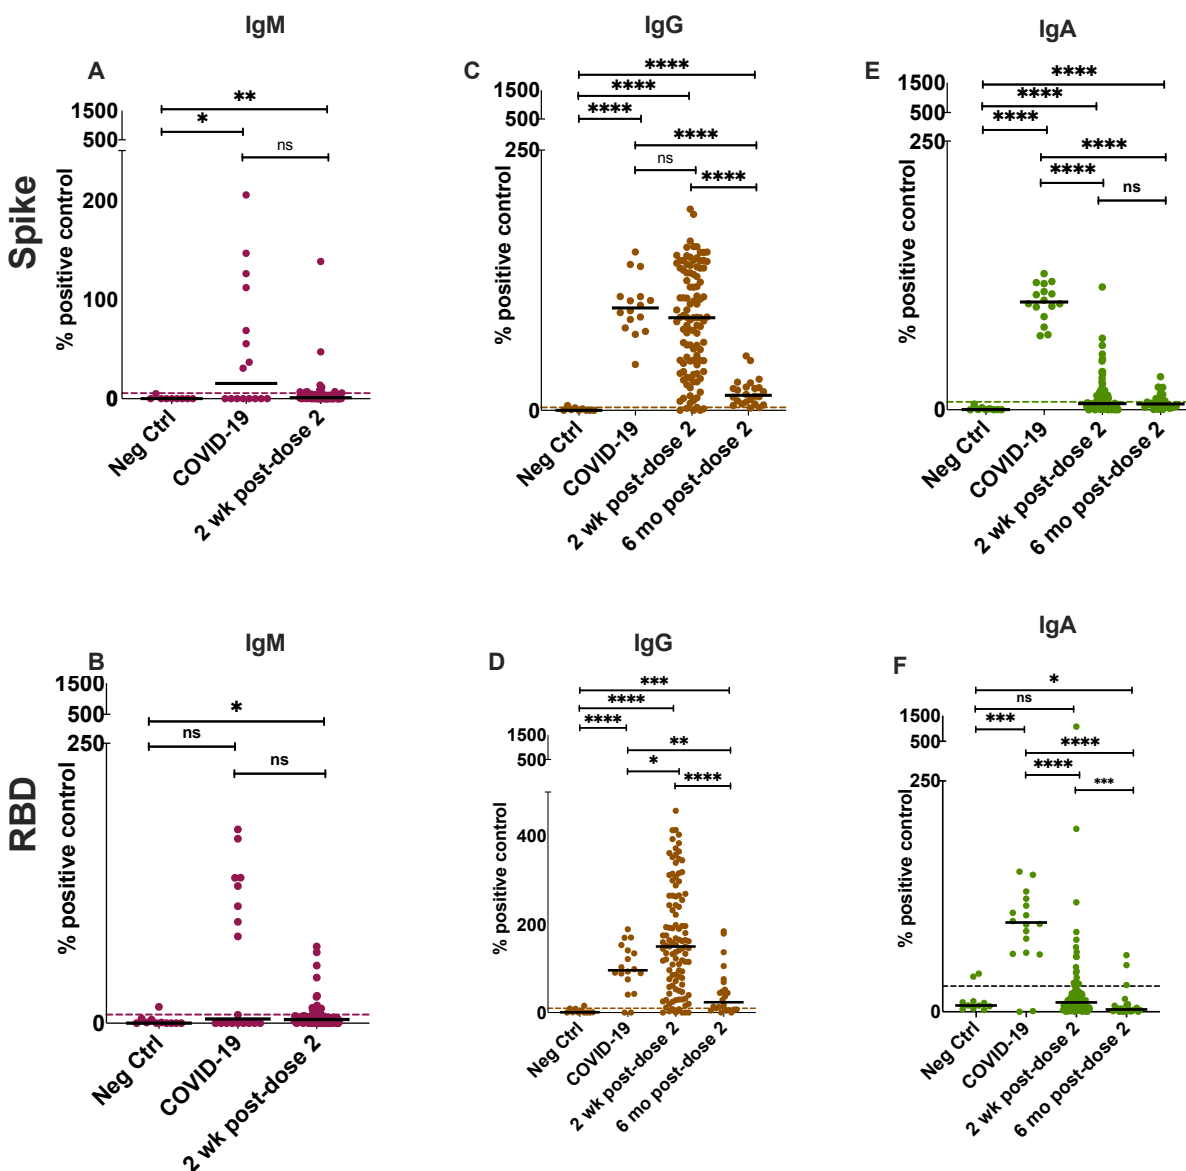 IgM
IgG
IgA
Spike
A
**
*
ns
1500
500
200
100
0
% positive control
Neg Ctrl
COVID-19
2 wk post-dose 2
C
****
****
****
****
ns
****
1500
500
250
0
% positive control
Neg Ctrl
COVID-19
2 wk post-dose 2
6 mo post-dose 2
E
****
****
****
****
****
ns
1500
500
250
0
% positive control
Neg Ctrl
COVID-19
2 wk post-dose 2
6 mo post-dose 2
IgM
IgG
IgA
RBD
B
*
ns
ns
1500
500
250
0
% positive control
Neg Ctrl
COVID-19
2 wk post-dose 2
D
***
****
****
**
*
****
1500
500
400
200
0
% positive control
Neg Ctrl
COVID-19
2 wk post-dose 2
6 mo post-dose 2
F
*
ns
***
****
****
***
1500
500
250
0
% positive control
Neg Ctrl
COVID-19
2 wk post-dose 2
6 mo post-dose 2